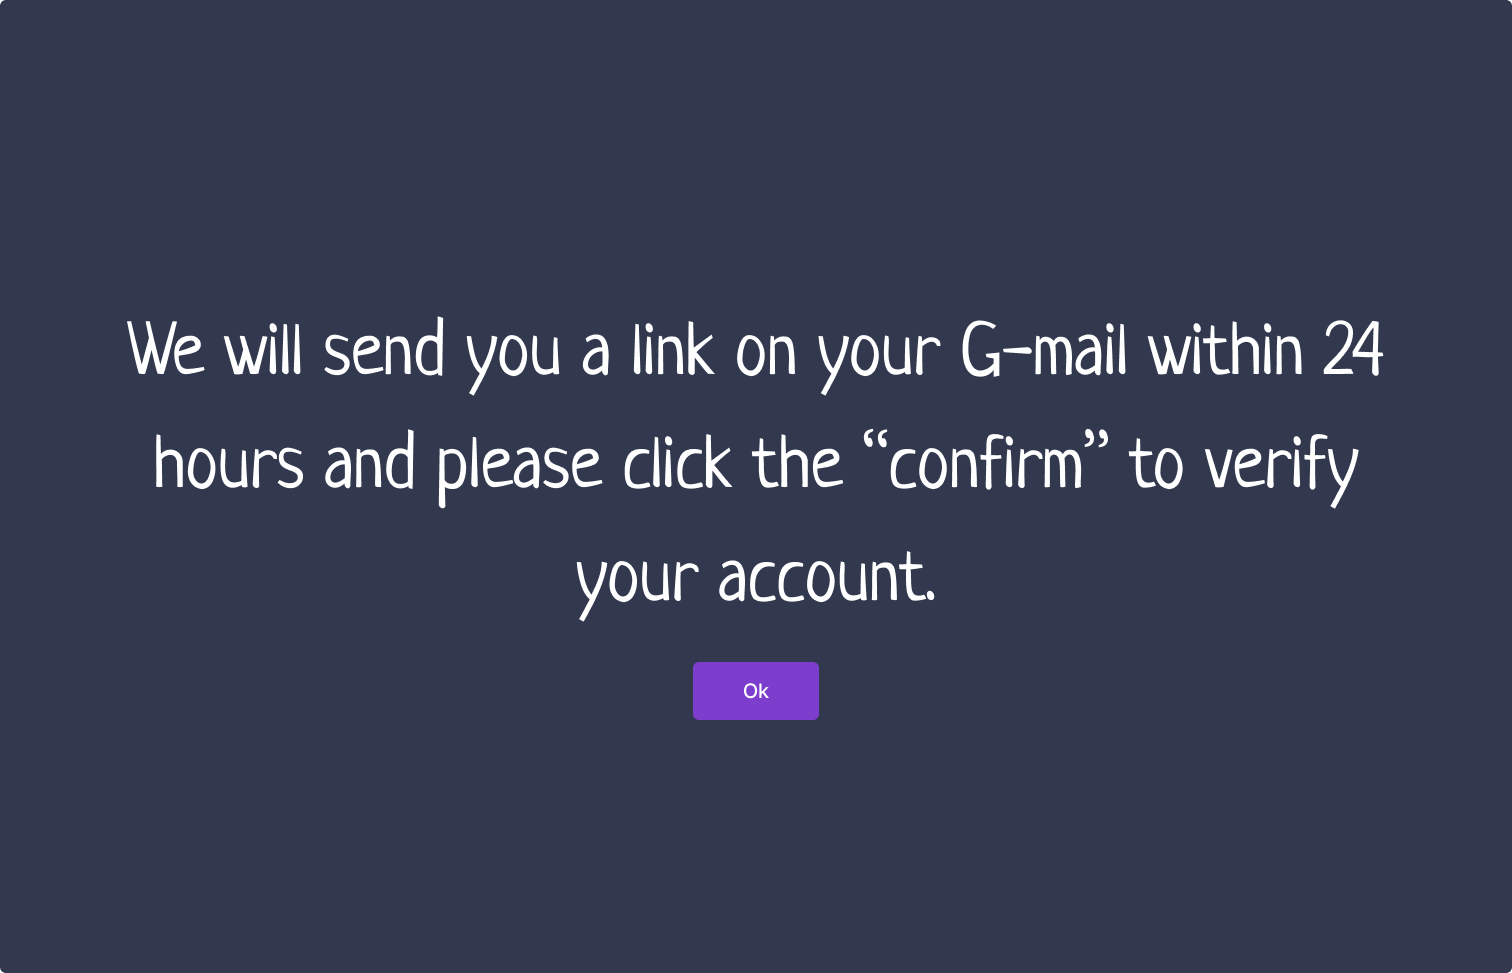 We will send you a link on your G-mail within 24
hours and please click the “confirm” to verify
your account.
Ok